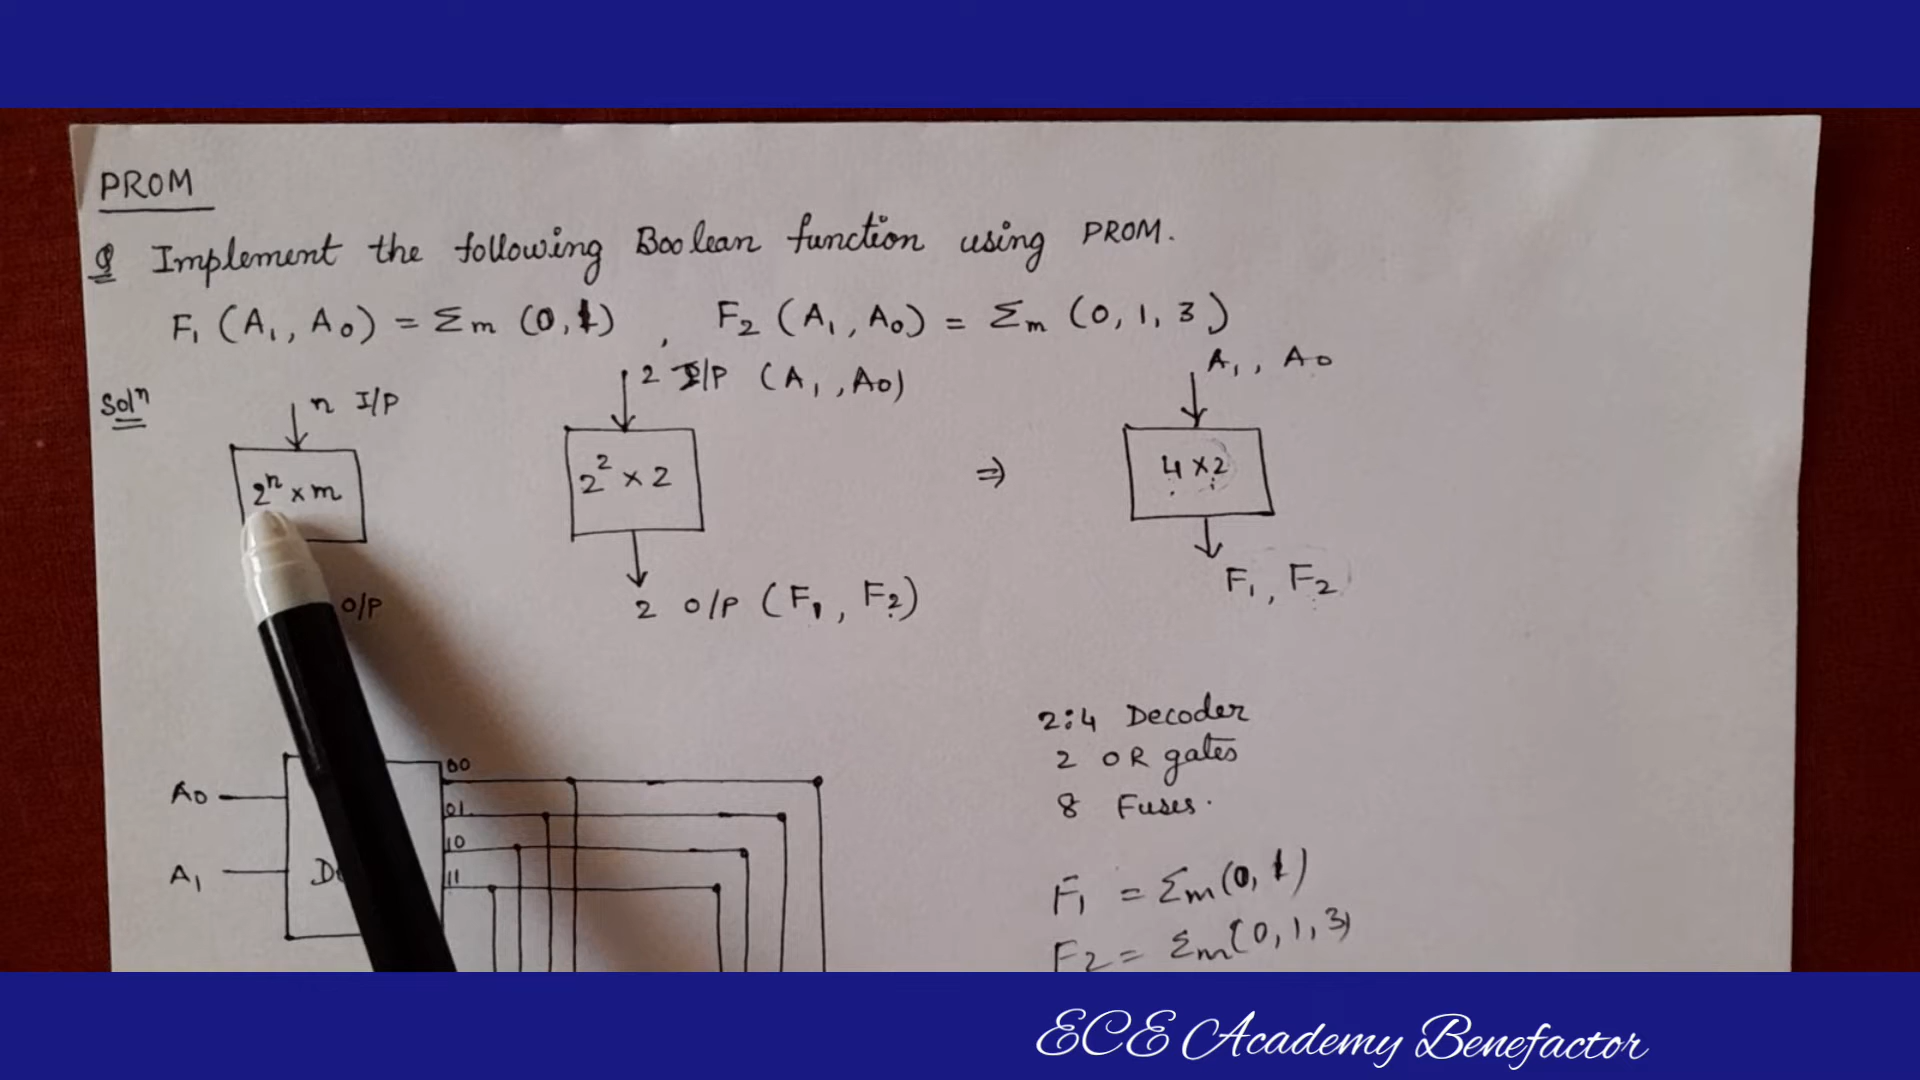 PROM
Q Implement the following Boolean function using PROM.
F1 (A1, A0) = Σm (0,1) , F2 (A1, A0) = Σm (0, 1, 3)
Solⁿ
n I/P
2ⁿ × m
O/P
2 I/P (A1, A0)
2² × 2
2 O/P (F1, F2)
⇒
A1, A0
4 × 2
F1, F2
2:4 Decoder
2 OR gates
8 Fuses.
F1 = Σm(0, 1)
F2 = Σm(0, 1, 3)
A0
A1
00
01
10
11
ECE Academy Benefactor